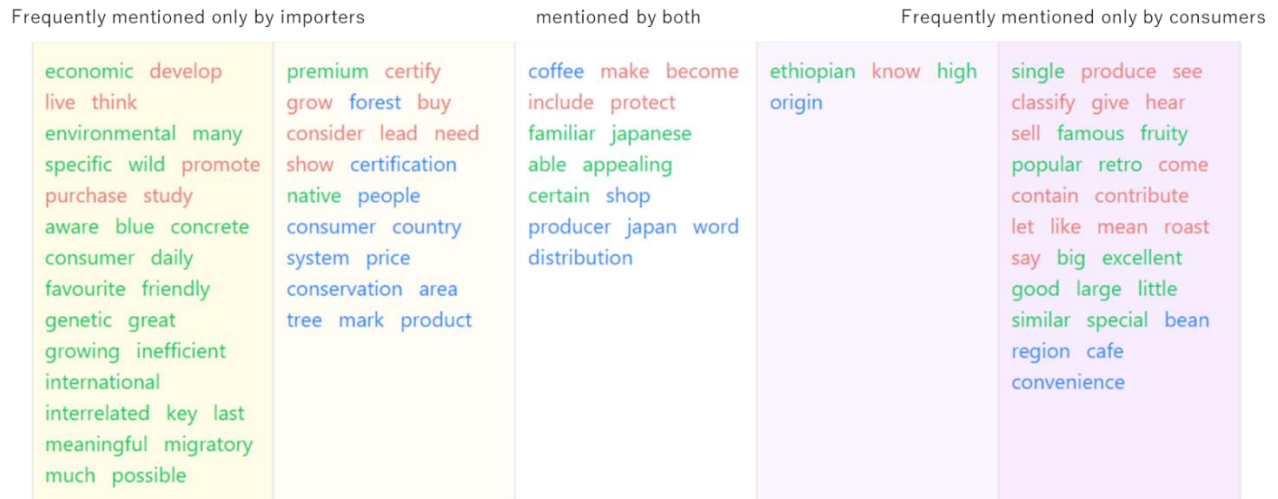 Frequently mentioned only by importers
mentioned by both
Frequently mentioned only by consumers
economic develop
live think
environmental many
specific wild promote
purchase study
aware blue concrete
consumer daily
favourite friendly
genetic great
growing inefficient
international
interrelated key last
meaningful migratory
much possible
premium certify
grow forest buy
consider lead need
show certification
native people
consumer country
system price
conservation area
tree mark product
coffee make become
include protect
familiar japanese
able appealing
certain shop
producer japan word
distribution
ethiopian know high
origin
single produce see
classify give hear
sell famous fruity
popular retro come
contain contribute
let like mean roast
say big excellent
good large little
similar special bean
region cafe
convenience